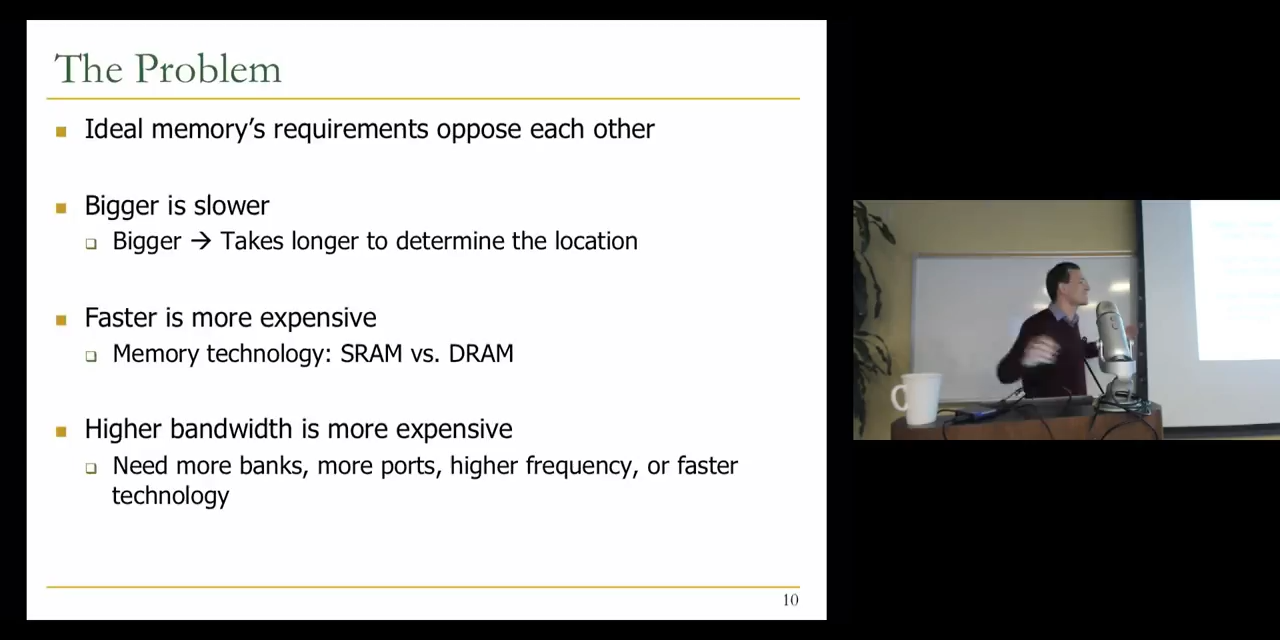 The Problem
Ideal memory’s requirements oppose each other
Bigger is slower
Bigger → Takes longer to determine the location
Faster is more expensive
Memory technology: SRAM vs. DRAM
Higher bandwidth is more expensive
Need more banks, more ports, higher frequency, or faster
technology
10